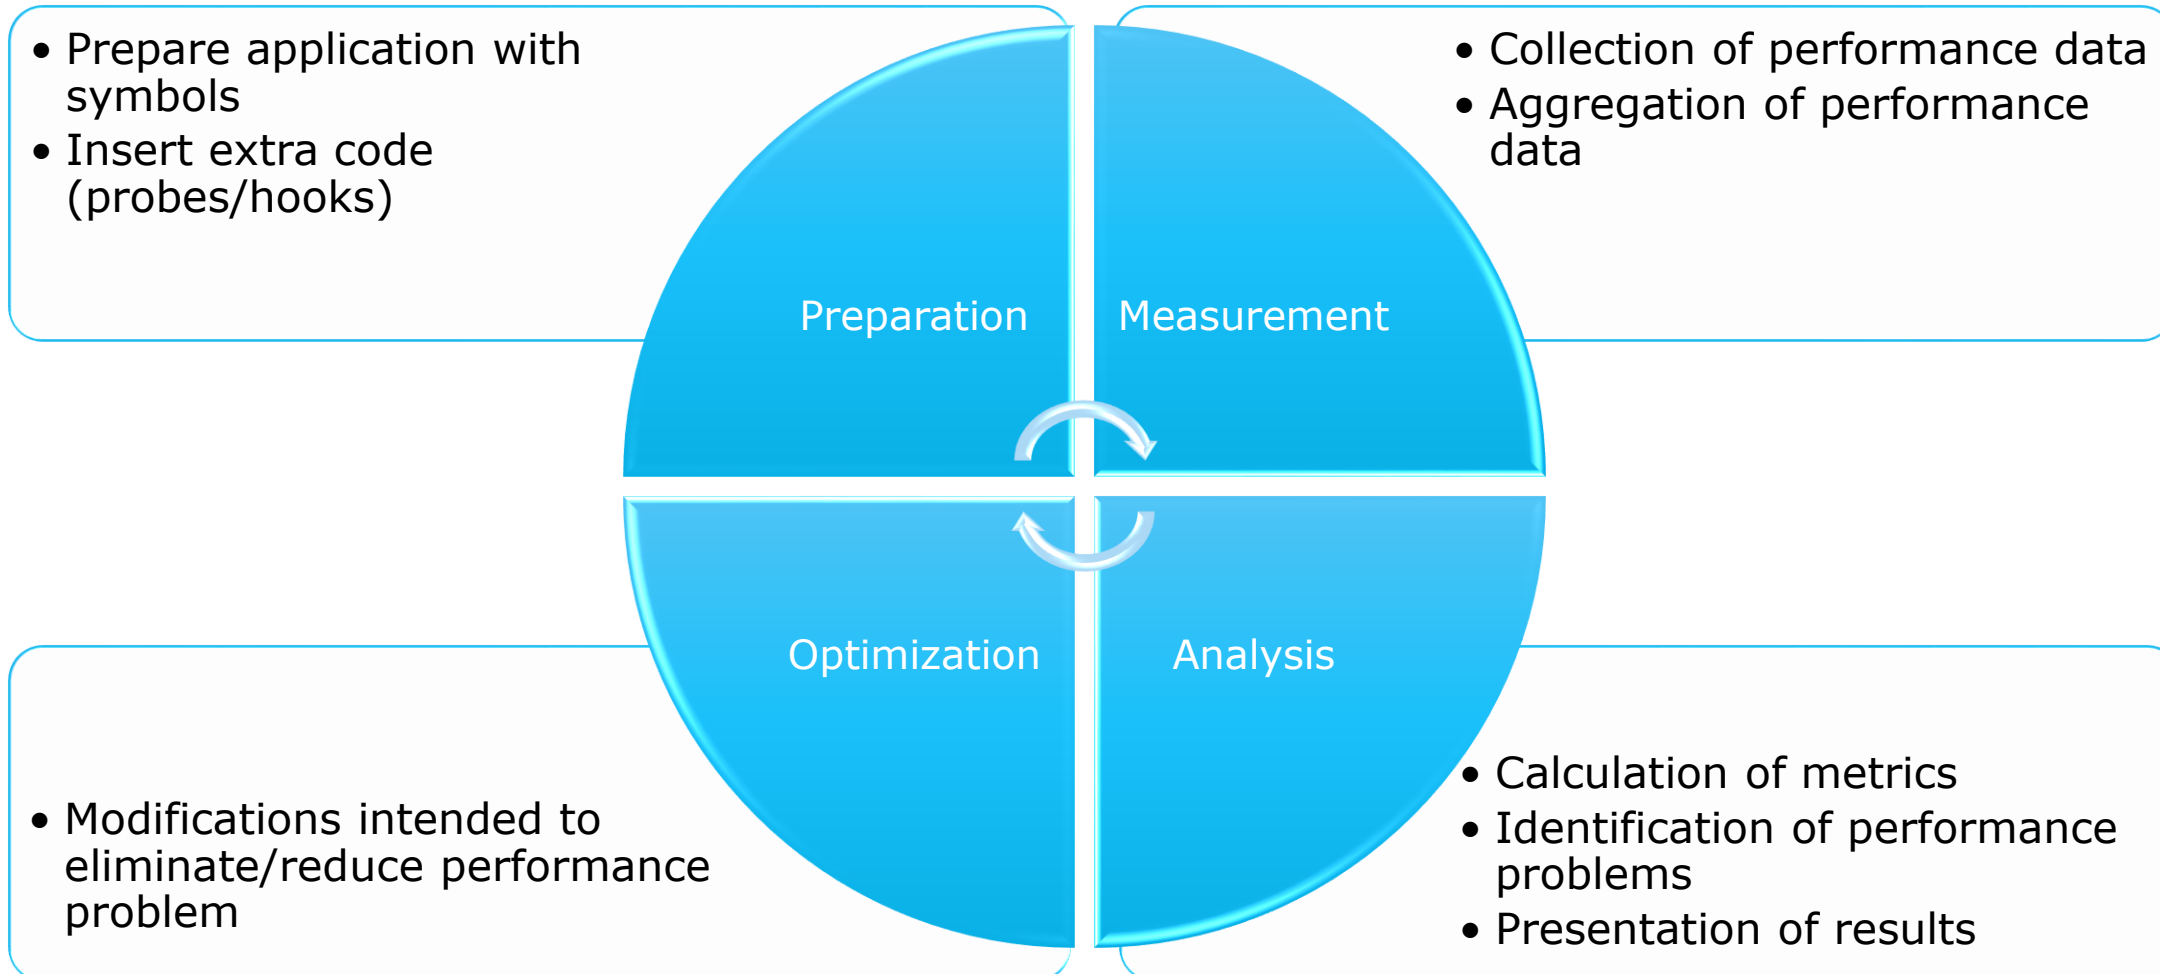 • Prepare application with
symbols
• Insert extra code
(probes/hooks)
• Collection of performance data
• Aggregation of performance
data
Preparation
Measurement
Optimization
Analysis
• Modifications intended to
eliminate/reduce performance
problem
• Calculation of metrics
• Identification of performance
problems
• Presentation of results